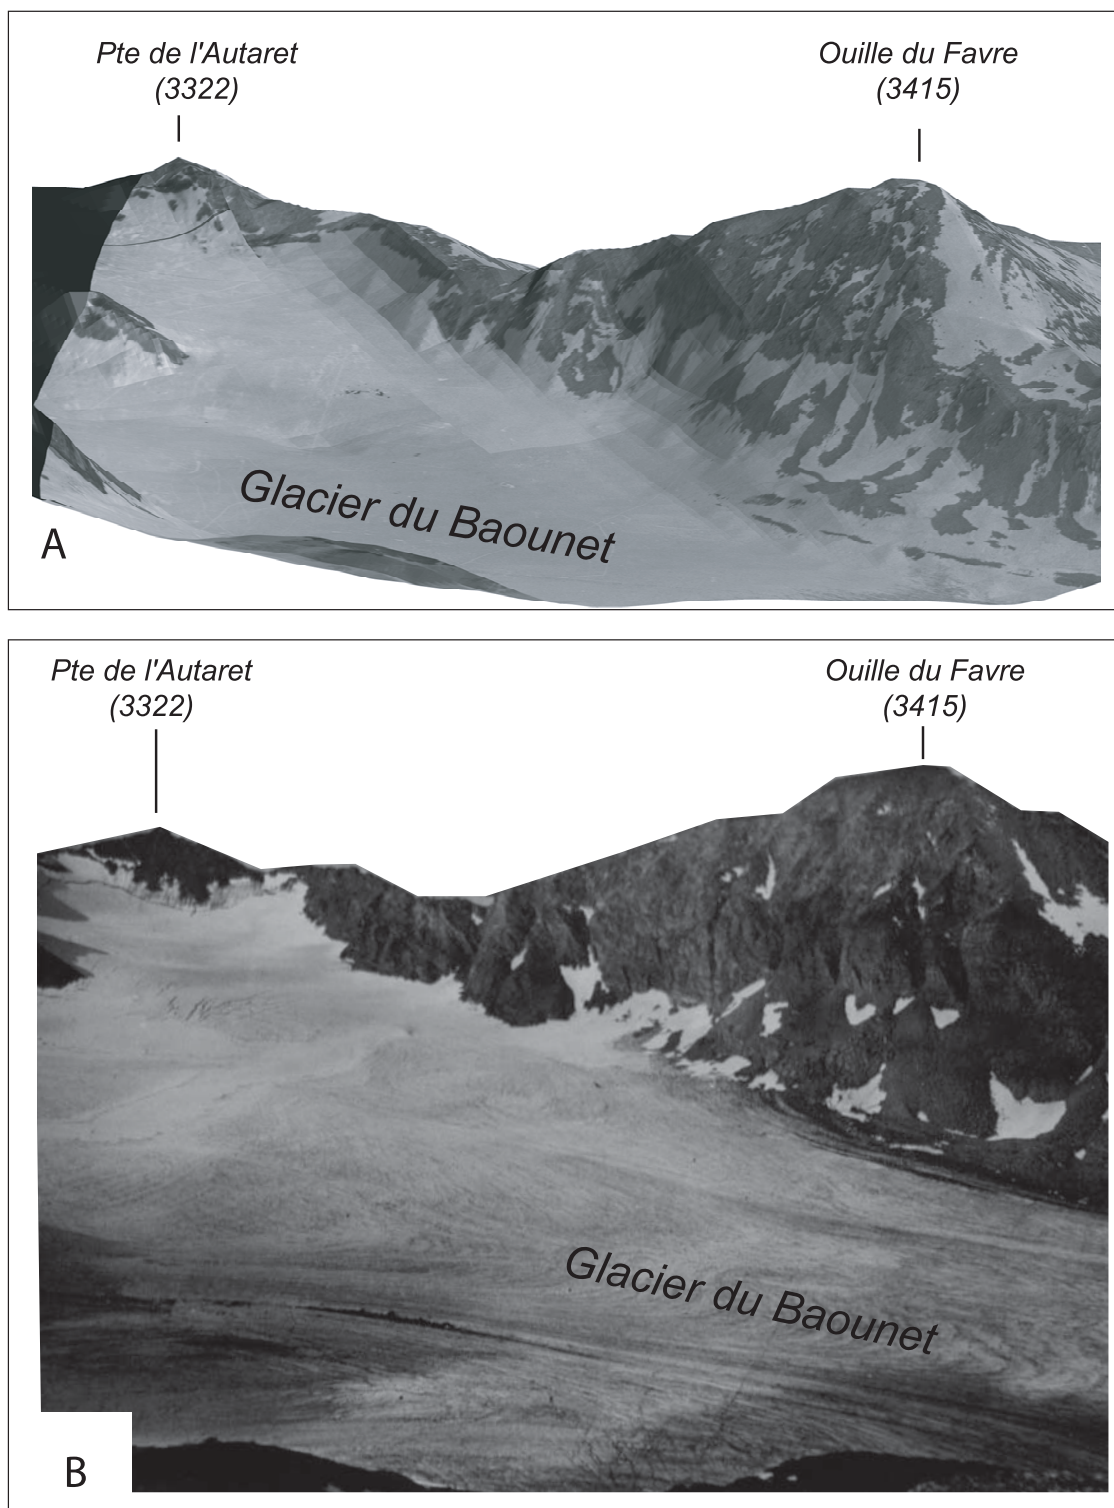 Pte de l'Autaret
(3322)
Ouille du Favre
(3415)
Glacier du Baounet
A
Pte de l'Autaret
(3322)
Ouille du Favre
(3415)
Glacier du Baounet
B